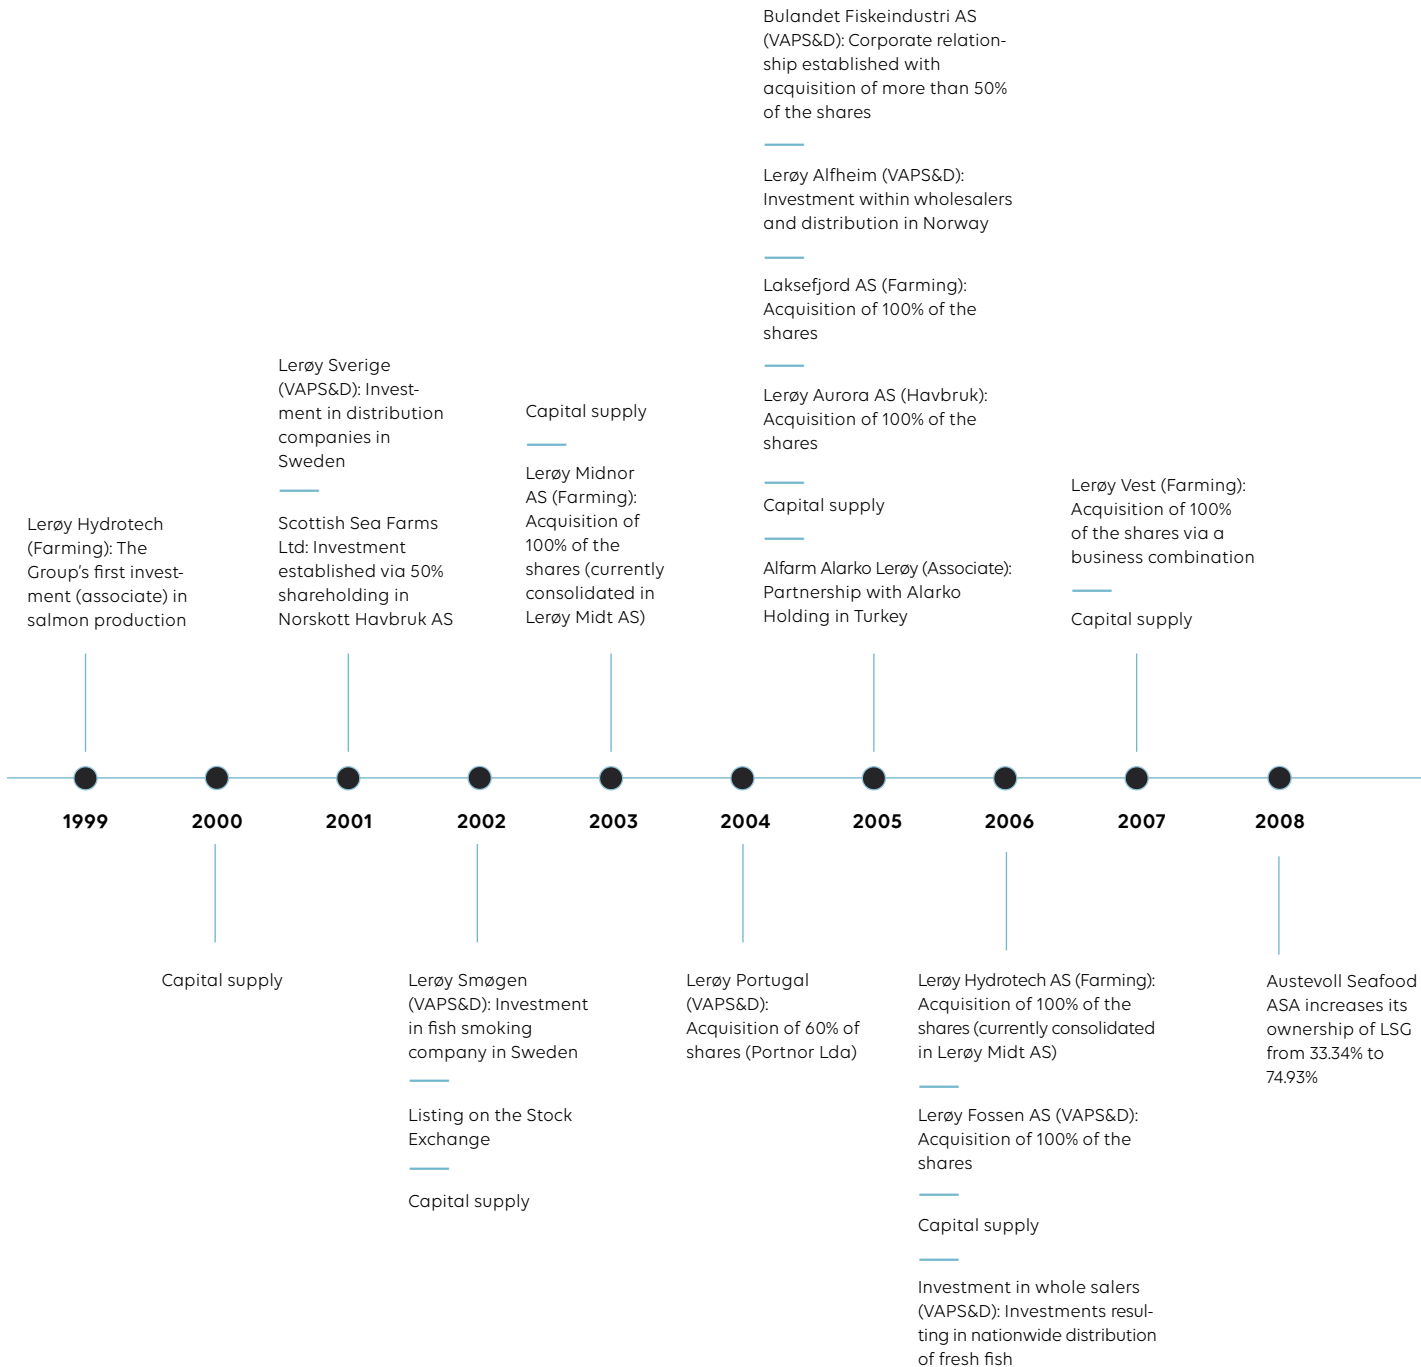 Lerøy Hydrotech
(Farming): The
Group's first invest-
ment (associate) in
salmon production
Lerøy Sverige
(VAPS&D): Invest-
ment in distribution
companies in
Sweden
Scottish Sea Farms
Ltd: Investment
established via 50%
shareholding in
Norskott Havbruk AS
Capital supply
Lerøy Midnor
AS (Farming):
Acquisition of
100% of the
shares (currently
consolidated in
Lerøy Midt AS)
Bulandet Fiskeindustri AS
(VAPS&D): Corporate relation-
ship established with
acquisition of more than 50%
of the shares
Lerøy Alfheim (VAPS&D):
Investment within wholesalers
and distribution in Norway
Laksefjord AS (Farming):
Acquisition of 100% of the
shares
Lerøy Aurora AS (Havbruk):
Acquisition of 100% of the
shares
Capital supply
Alfarm Alarko Lerøy (Associate):
Partnership with Alarko
Holding in Turkey
Lerøy Vest (Farming):
Acquisition of 100%
of the shares via a
business combination
Capital supply
1999
2000
2001
2002
2003
2004
2005
2006
2007
2008
Capital supply
Lerøy Smøgen
(VAPS&D): Investment
in fish smoking
company in Sweden
Listing on the Stock
Exchange
Capital supply
Lerøy Portugal
(VAPS&D):
Acquisition of 60% of
shares (Portnor Lda)
Lerøy Hydrotech AS (Farming):
Acquisition of 100% of the
shares (currently consolidated
in Lerøy Midt AS)
Lerøy Fossen AS (VAPS&D):
Acquisition of 100% of the
shares
Capital supply
Investment in whole salers
(VAPS&D): Investments resul-
ting in nationwide distribution
of fresh fish
Austevoll Seafood
ASA increases its
ownership of LSG
from 33.34% to
74.93%